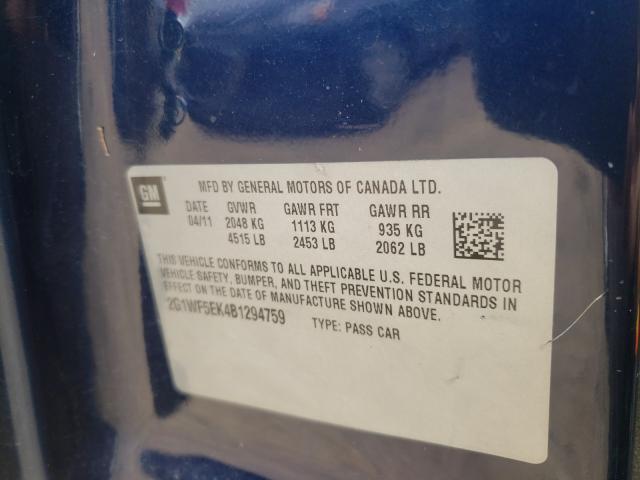 GM
MFD BY GENERAL MOTORS OF CANADA LTD.
DATE GVWR GAWR FRT GAWR RR
04/11 2048 KG 1113 KG 935 KG
4515 LB 2453 LB 2062 LB
THIS VEHICLE CONFORMS TO ALL APPLICABLE U.S. FEDERAL MOTOR
VEHICLE SAFETY, BUMPER, AND THEFT PREVENTION STANDARDS IN
EFFECT ON THE DATE OF MANUFACTURE SHOWN ABOVE.
2G1WF5EK4B1294759 TYPE: PASS CAR